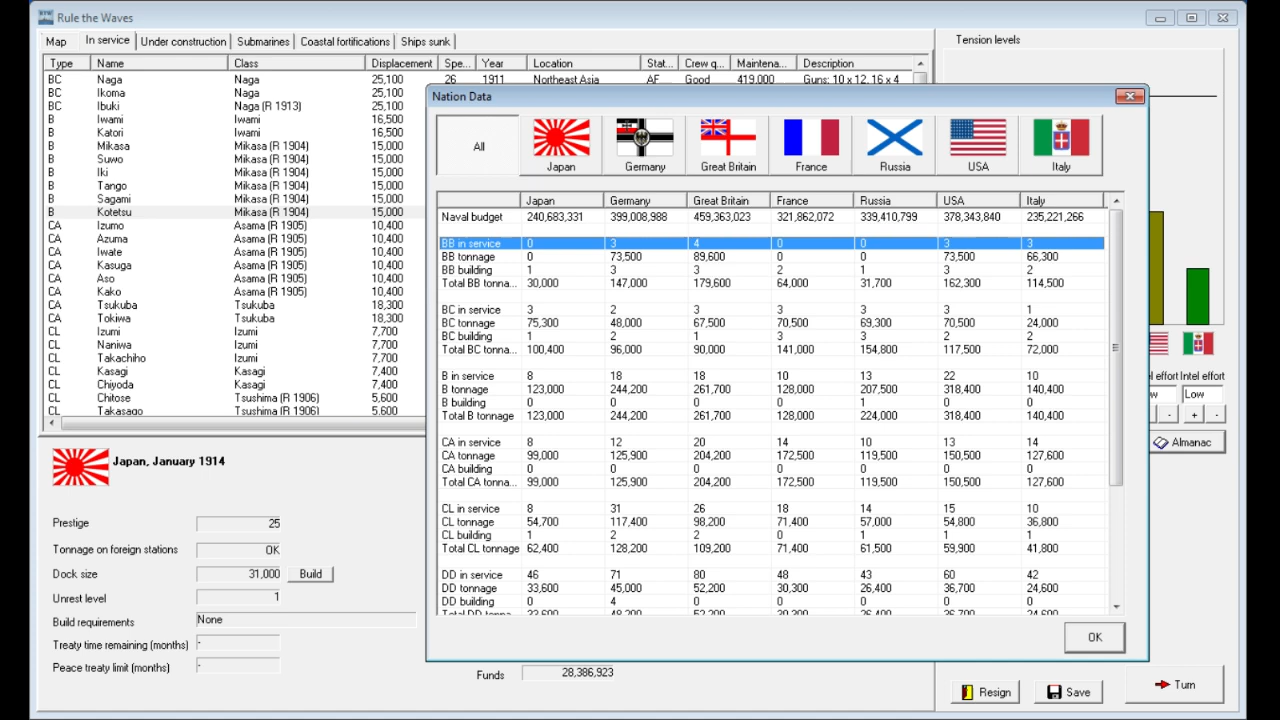 Rule the Waves
Map In service Under construction Submarines Coastal fortifications Ships sunk
Type Name Class Displacement Spe... Year Location Stat... Crew q... Maintena... Description
BC Naga Naga 25,100 26 1911 Northeast Asia AF Good 419,000 Guns: 10 x 12, 16 x 4
BC Ikoma Naga 25,100
BC Ibuki Naga (R 1913) 25,100
B Iwami Iwami 16,500
B Katori Iwami 16,500
B Mikasa Mikasa (R 1904) 15,000
B Suwo Mikasa (R 1904) 15,000
B Iki Mikasa (R 1904) 15,000
B Tango Mikasa (R 1904) 15,000
B Sagami Mikasa (R 1904) 15,000
B Kotetsu Mikasa (R 1904) 15,000
CA Izumo Asama (R 1905) 10,400
CA Azuma Asama (R 1905) 10,400
CA Iwate Asama (R 1905) 10,400
CA Kasuga Asama (R 1905) 10,400
CA Aso Asama (R 1905) 10,400
CA Kako Asama (R 1905) 10,400
CA Tsukuba Tsukuba 18,300
CA Tokiwa Tsukuba 18,300
CL Izumi Izumi 7,700
CL Naniwa Izumi 7,700
CL Takachiho Izumi 7,700
CL Kasagi Kasagi 7,400
CL Chiyoda Kasagi 7,400
CL Chitose Tsushima (R 1906) 5,600
CL Takasago Tsushima (R 1906) 5,600
Japan, January 1914
Prestige 25
Tonnage on foreign stations OK
Dock size 31,000 Build
Unrest level 1
Build requirements None
Treaty time remaining (months) -
Peace treaty limit (months) -
Funds 28,386,923
Nation Data
All Japan Germany Great Britain France Russia USA Italy
Japan Germany Great Britain France Russia USA Italy
Naval budget 240,683,331 399,008,988 459,363,023 321,862,072 339,410,799 378,343,840 235,221,266
BB in service 0 3 4 0 0 3 3
BB tonnage 0 73,500 89,600 0 0 73,500 66,300
BB building 1 3 3 2 1 3 2
Total BB tonna... 30,000 147,000 179,600 64,000 31,700 162,300 114,500
BC in service 3 2 3 3 3 3 1
BC tonnage 75,300 48,000 67,500 70,500 69,300 70,500 24,000
BC building 1 2 1 3 3 2 2
Total BC tonna... 100,400 96,000 90,000 141,000 154,800 117,500 72,000
B in service 8 18 18 10 13 22 10
B tonnage 123,000 244,200 261,700 128,000 207,500 318,400 140,400
B building 0 0 0 0 1 0 0
Total B tonnage 123,000 244,200 261,700 128,000 224,000 318,400 140,400
CA in service 8 12 20 14 10 13 14
CA tonnage 99,000 125,900 204,200 172,500 119,500 150,500 127,600
CA building 0 0 0 0 0 0 0
Total CA tonna... 99,000 125,900 204,200 172,500 119,500 150,500 127,600
CL in service 8 31 26 18 14 15 10
CL tonnage 54,700 117,400 98,200 71,400 57,000 54,800 36,800
CL building 1 2 2 0 1 1 1
Total CL tonnage 62,400 128,200 109,200 71,400 61,500 59,900 41,800
DD in service 46 71 80 48 43 60 42
DD tonnage 33,600 45,000 52,200 30,300 26,400 36,700 24,600
DD building 0 4 0 0 0 0 0
Total DD tonna... 33,600 48,200 52,200 30,300 26,400 36,700 24,600
OK
Tension levels
effort Intel effort
Low
- + -
Almanac
Resign Save Turn